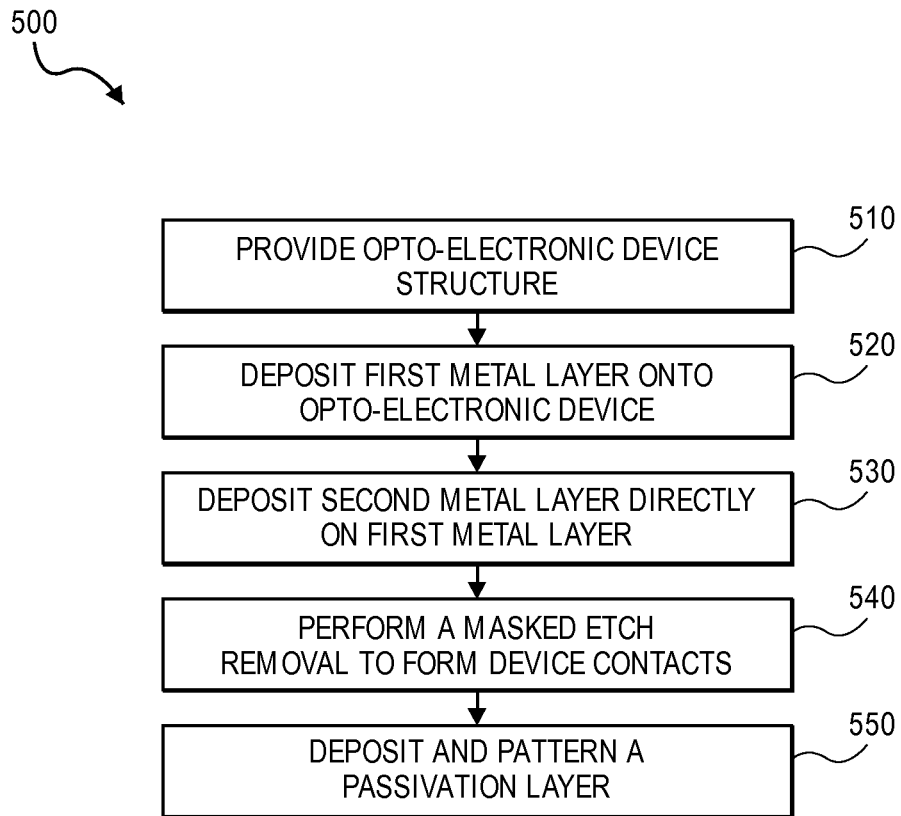 500
PROVIDE OPTO-ELECTRONIC DEVICE
STRUCTURE
510
DEPOSIT FIRST METAL LAYER ONTO
OPTO-ELECTRONIC DEVICE
520
DEPOSIT SECOND METAL LAYER DIRECTLY
ON FIRST METAL LAYER
530
PERFORM A MASKED ETCH
REMOVAL TO FORM DEVICE CONTACTS
540
DEPOSIT AND PATTERN A
PASSIVATION LAYER
550